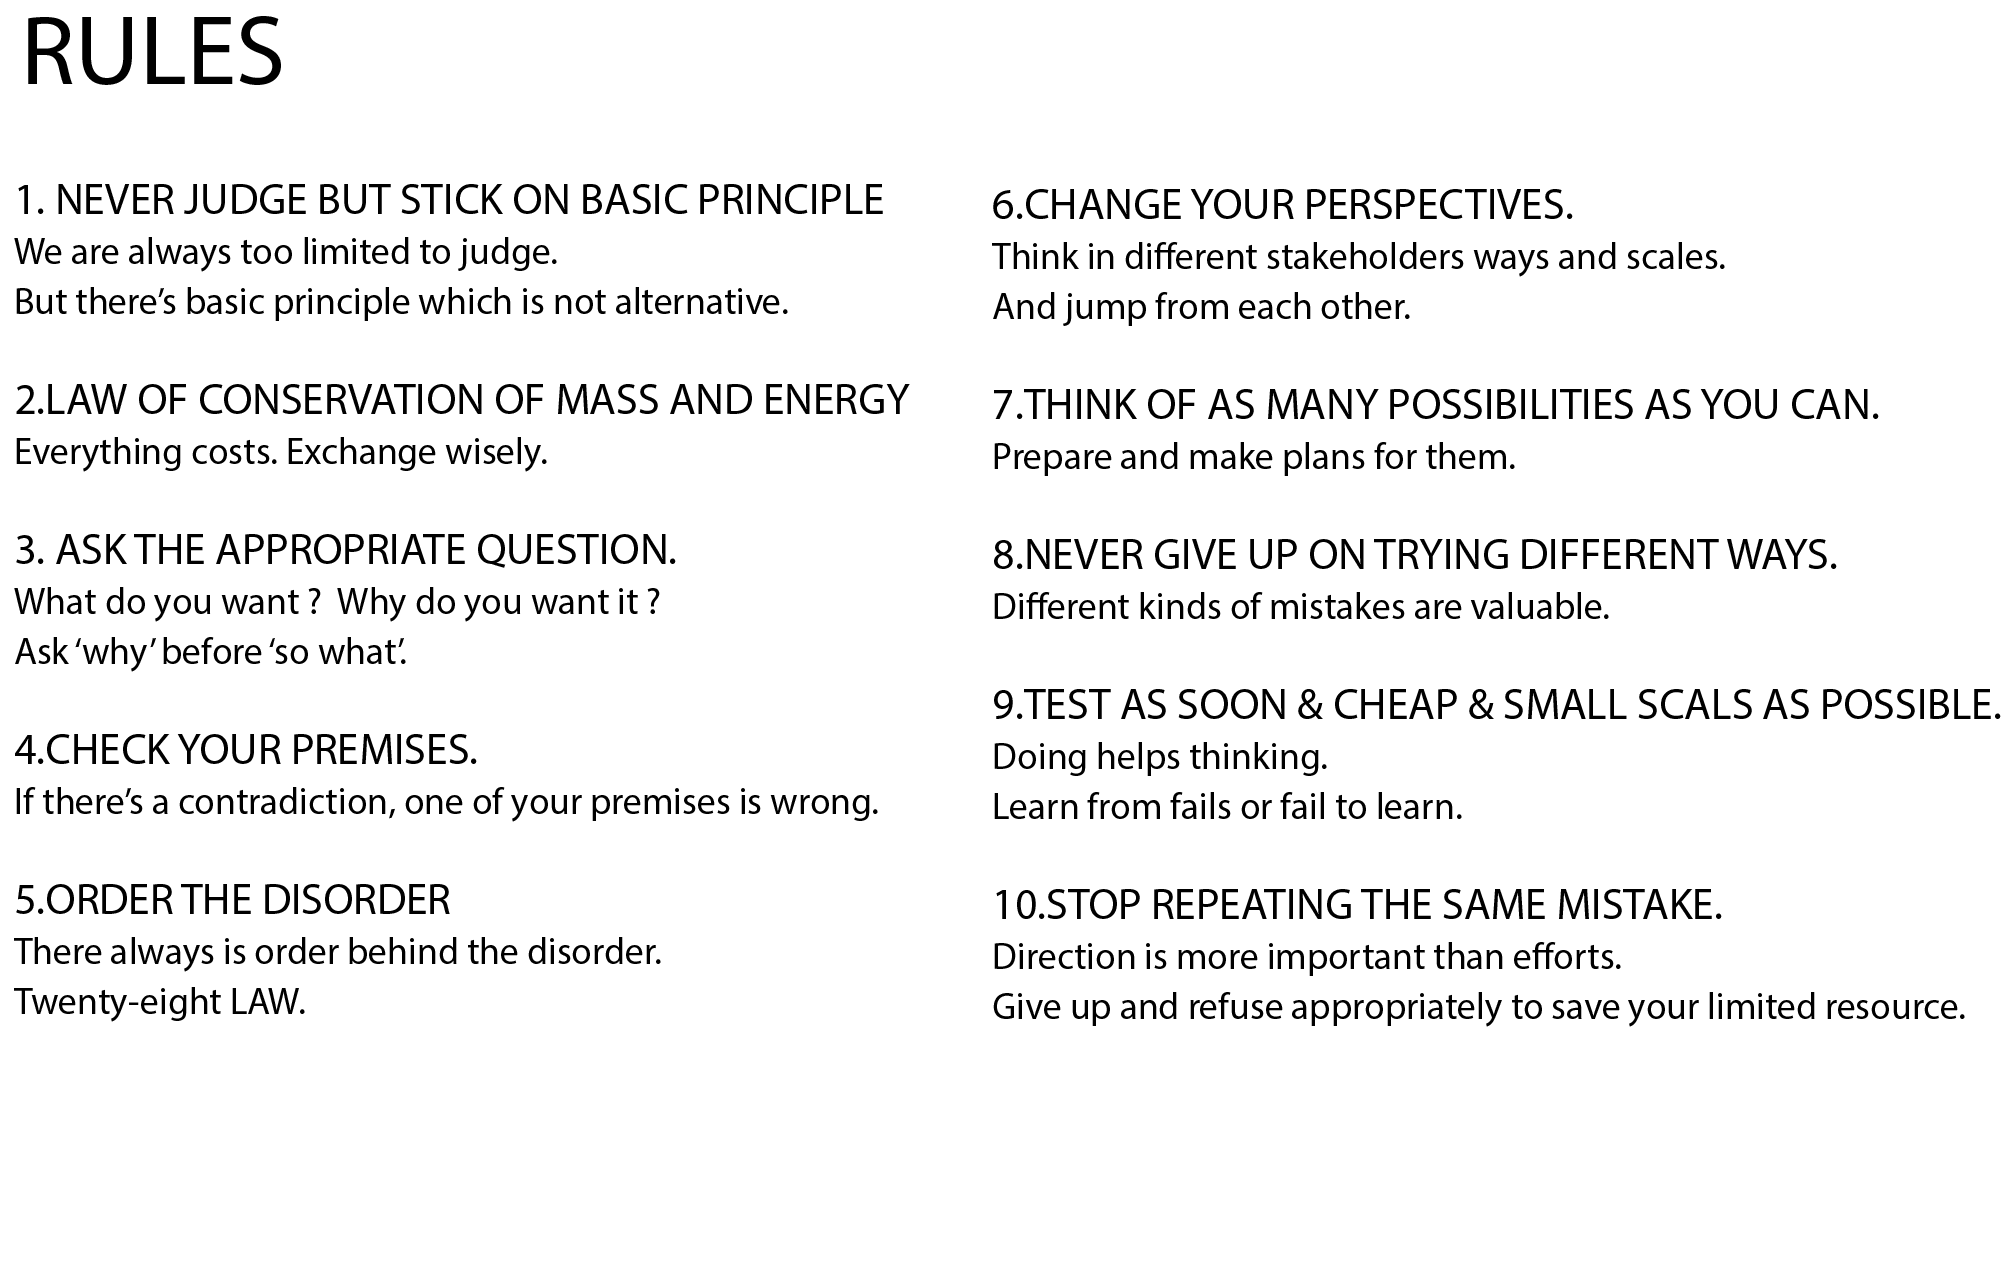 RULES
1. NEVER JUDGE BUT STICK ON BASIC PRINCIPLE
We are always too limited to judge.
But there’s basic principle which is not alternative.
2.LAW OF CONSERVATION OF MASS AND ENERGY
Everything costs. Exchange wisely.
3. ASK THE APPROPRIATE QUESTION.
What do you want ?  Why do you want it ?
Ask ‘why’ before ‘so what’.
4.CHECK YOUR PREMISES.
If there’s a contradiction, one of your premises is wrong.
5.ORDER THE DISORDER
There always is order behind the disorder.
Twenty-eight LAW.
6.CHANGE YOUR PERSPECTIVES.
Think in different stakeholders ways and scales.
And jump from each other.
7.THINK OF AS MANY POSSIBILITIES AS YOU CAN.
Prepare and make plans for them.
8.NEVER GIVE UP ON TRYING DIFFERENT WAYS.
Different kinds of mistakes are valuable.
9.TEST AS SOON & CHEAP & SMALL SCALS AS POSSIBLE.
Doing helps thinking.
Learn from fails or fail to learn.
10.STOP REPEATING THE SAME MISTAKE.
Direction is more important than efforts.
Give up and refuse appropriately to save your limited resource.